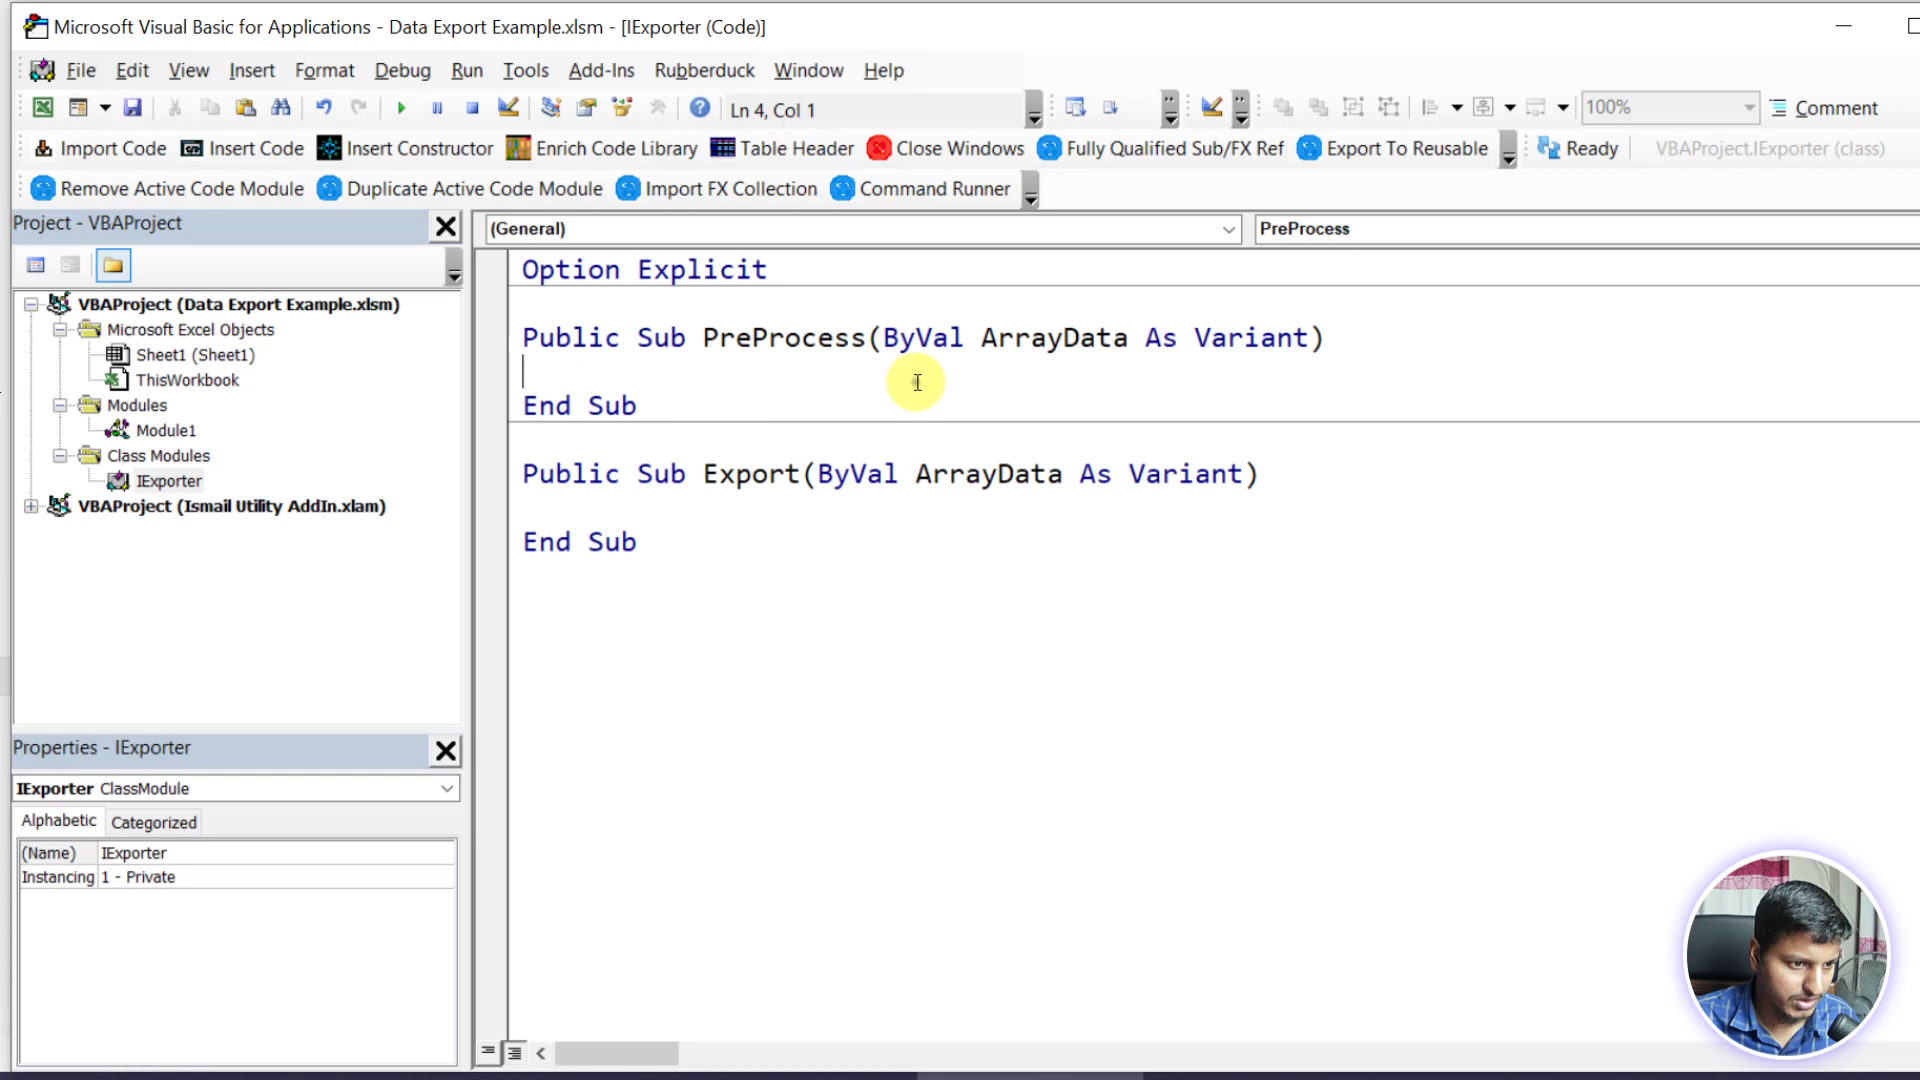 Microsoft Visual Basic for Applications - Data Export Example.xlsm - [IExporter (Code)]
File Edit View Insert Format Debug Run Tools Add-Ins Rubberduck Window Help
Ln 4, Col 1 100% Comment
Import Code Insert Code Insert Constructor Enrich Code Library Table Header Close Windows Fully Qualified Sub/FX Ref Export To Reusable Ready VBAProject.IExporter (class)
Remove Active Code Module Duplicate Active Code Module Import FX Collection Command Runner
Project - VBAProject
VBAProject (Data Export Example.xlsm)
Microsoft Excel Objects
Sheet1 (Sheet1)
ThisWorkbook
Modules
Module1
Class Modules
IExporter
VBAProject (Ismail Utility AddIn.xlam)
Properties - IExporter
IExporter ClassModule
Alphabetic Categorized
(Name) IExporter
Instancing 1 - Private
(General) PreProcess
Option Explicit
Public Sub PreProcess(ByVal ArrayData As Variant)
End Sub
Public Sub Export(ByVal ArrayData As Variant)
End Sub